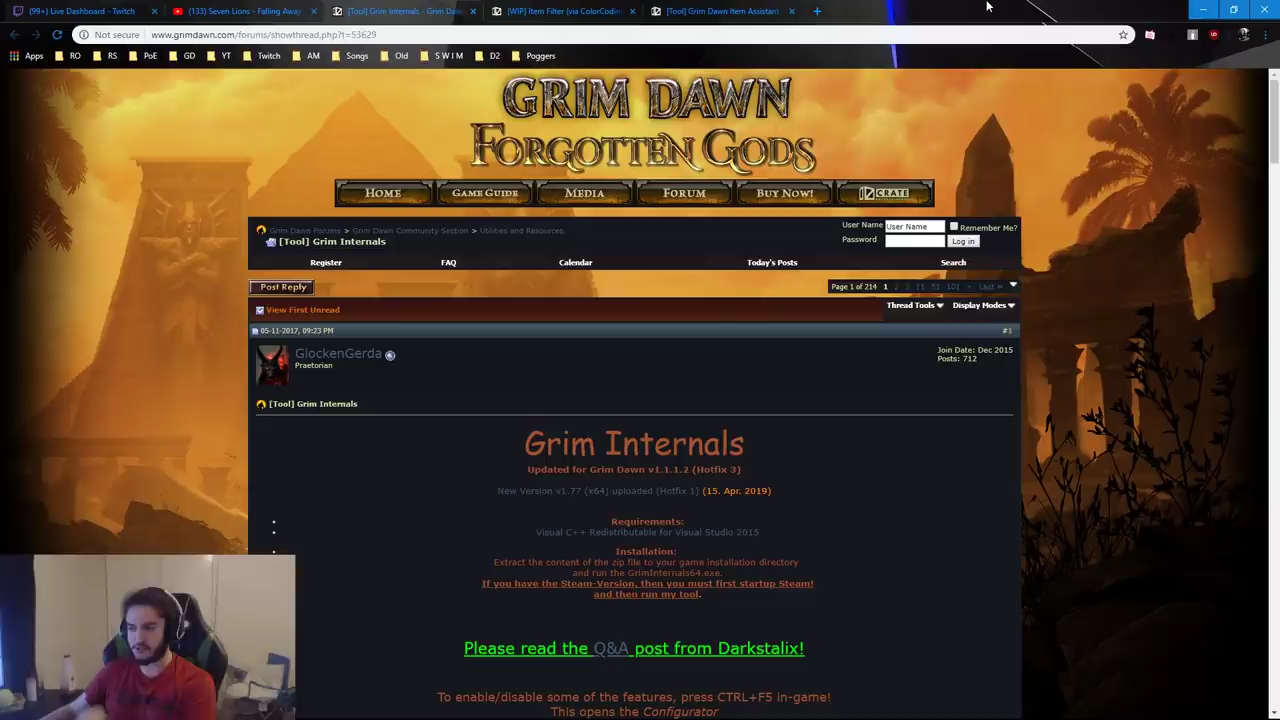 (99+) Live Dashboard - Twitch
(133) Seven Lions - Falling Away
[Tool] Grim Internals - Grim Daw
[WIP] Item Filter (via ColorCodin
[Tool] Grim Dawn Item Assistant
Not secure
www.grimdawn.com/forums/showthread.php?t=53629
Apps
RO
RS
PoE
GD
YT
Twitch
AM
Songs
Old
S W I M
D2
Poggers
GRIM DAWN
FORGOTTEN GODS
HOME
GAME GUIDE
MEDIA
FORUM
BUY NOW!
CRATE
Grim Dawn Forums > Grim Dawn Community Section > Utilities and Resources
[Tool] Grim Internals
User Name
User Name
Remember Me?
Password
Log in
Register
FAQ
Calendar
Today's Posts
Search
Post Reply
Page 1 of 214
1
2
3
11
51
101
>
Last »
View First Unread
Thread Tools
Display Modes
05-11-2017, 09:23 PM
#1
GlockenGerda
Praetorian
Join Date: Dec 2015
Posts: 712
[Tool] Grim Internals
Grim Internals
Updated for Grim Dawn v1.1.1.2 (Hotfix 3)
New Version v1.77 (x64) uploaded (Hotfix 1) (15. Apr. 2019)
Requirements:
Visual C++ Redistributable for Visual Studio 2015
Installation:
Extract the content of the zip file to your game installation directory
and run the GrimInternals64.exe.
If you have the Steam-Version, then you must first startup Steam!
and then run my tool.
Please read the Q&A post from Darkstalix!
To enable/disable some of the features, press CTRL+F5 in-game!
This opens the Configurator